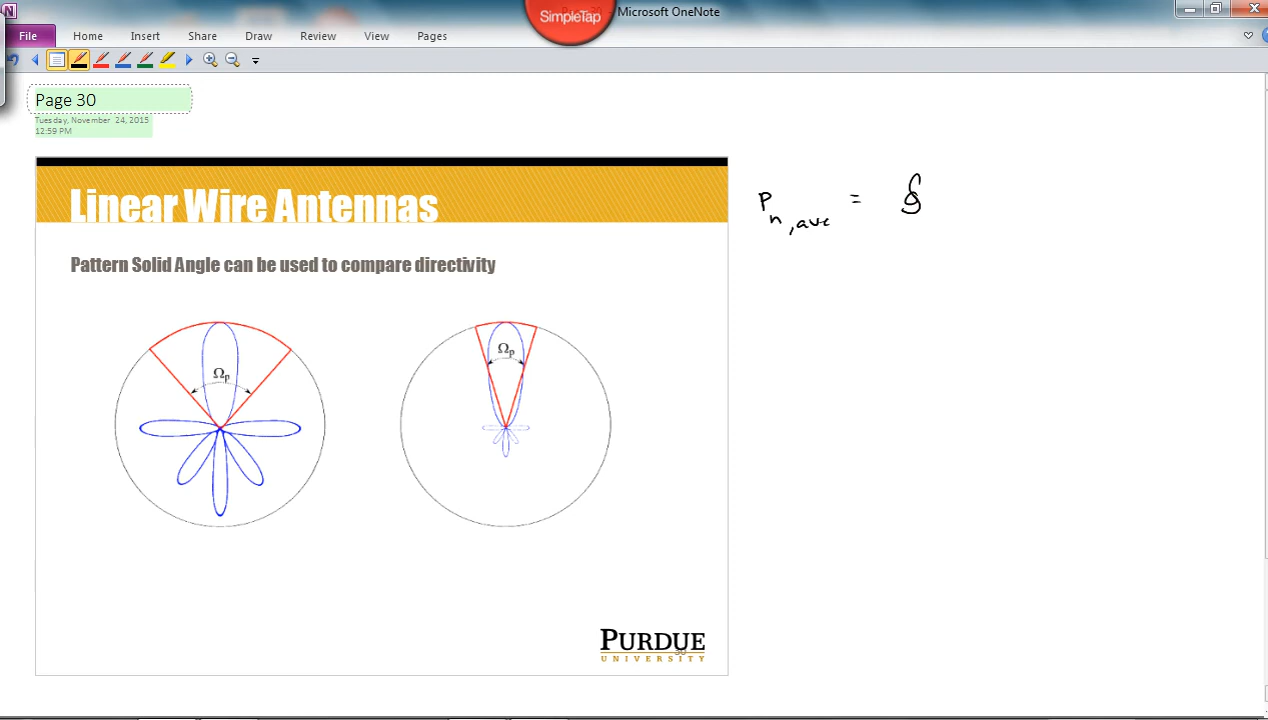 SimpleTap
Microsoft OneNote
File Home Insert Share Draw Review View Pages
Page 30
Tuesday, November 24, 2015
12:59 PM
Linear Wire Antennas
Pattern Solid Angle can be used to compare directivity
Ωp
Ωp
PURDUE
UNIVERSITY
30
P n, ave = ∮